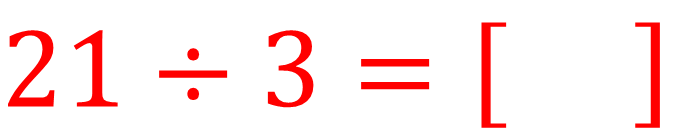 21 ÷ 3 = [ ]